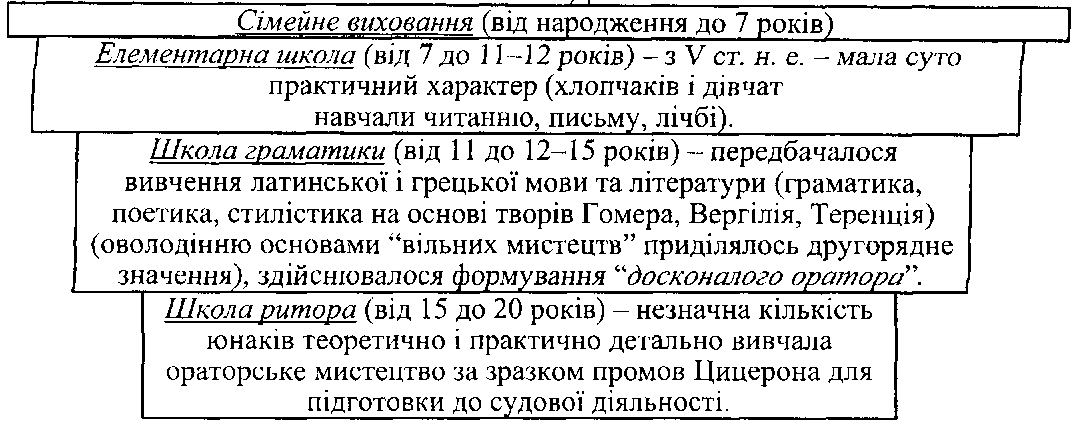 Сімейне виховання (від народження до 7 років)
Елементарна школа (від 7 до 11–12 років) – з V ст. н. е. – мала суто
практичний характер (хлопчаків і дівчат
навчали читанню, письму, лічбі).
Школа граматики (від 11 до 12–15 років) – передбачалося
вивчення латинської і грецької мови та літератури (граматика,
поетика, стилістика на основі творів Гомера, Вергілія, Теренція)
(оволодінню основами “вільних мистецтв” приділялось другорядне
значення), здійснювалося формування “досконалого оратора”.
Школа ритора (від 15 до 20 років) – незначна кількість
юнаків теоретично і практично детально вивчала
ораторське мистецтво за зразком промов Цицерона для
підготовки до судової діяльності.